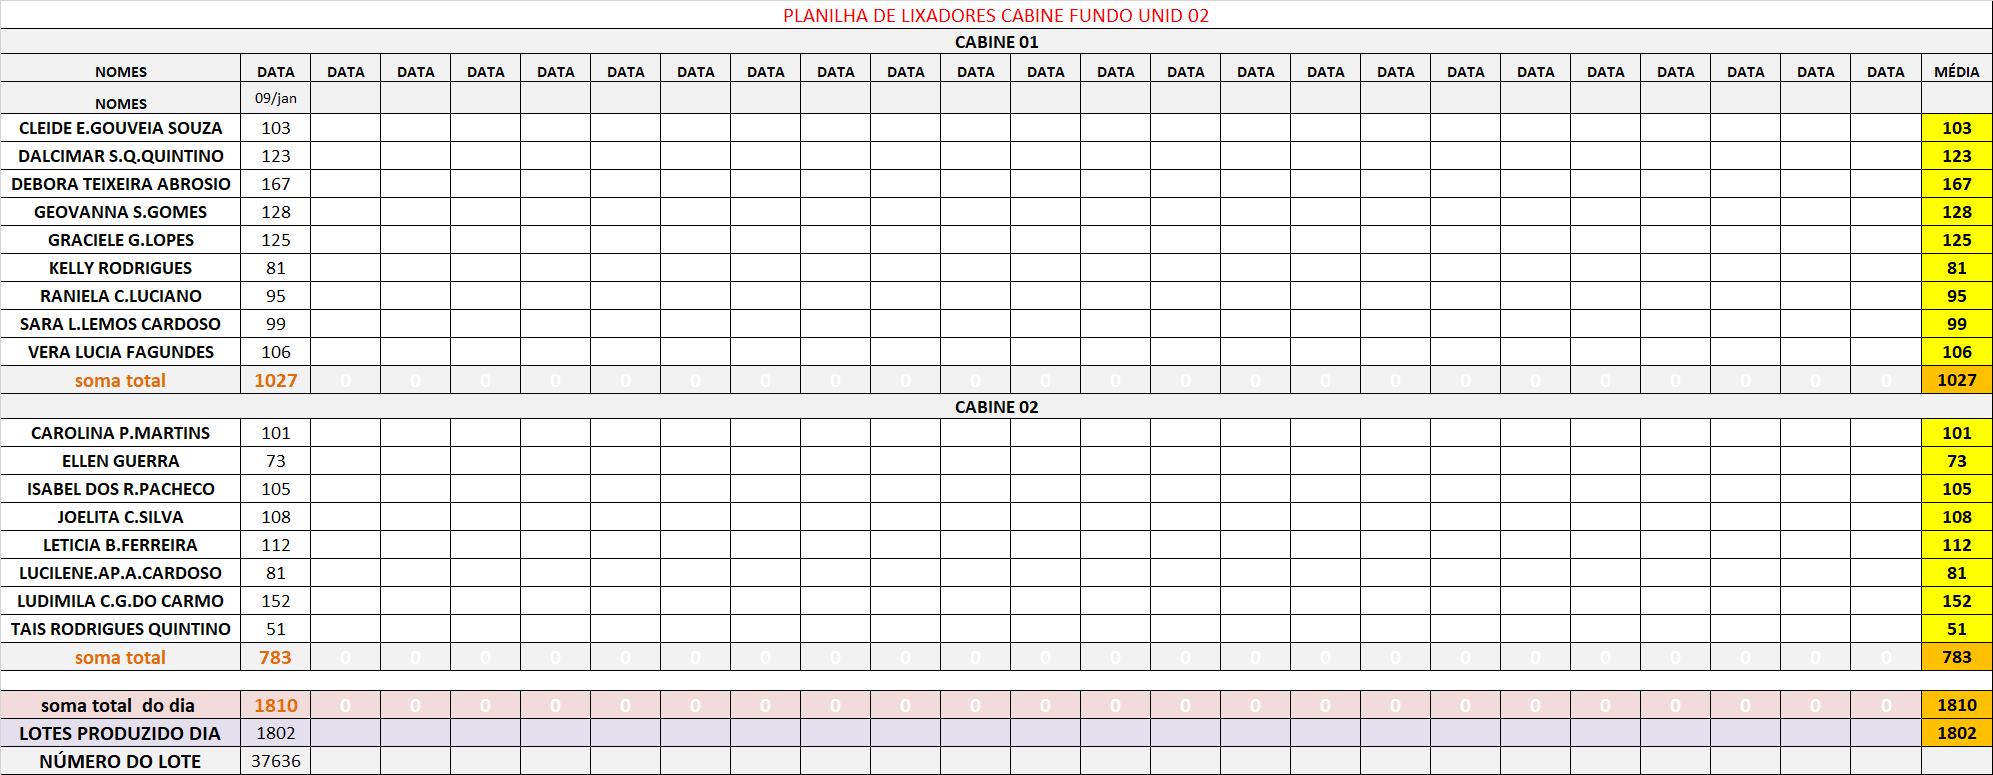 PLANILHA DE LIXADORES CABINE FUNDO UNID 02
CABINE 01
NOMES DATA DATA DATA DATA DATA DATA DATA DATA DATA DATA DATA DATA DATA DATA DATA DATA DATA DATA DATA DATA DATA DATA DATA DATA MÉDIA
NOMES 09/jan
CLEIDE E.GOUVEIA SOUZA 103 103
DALCIMAR S.Q.QUINTINO 123 123
DEBORA TEIXEIRA ABROSIO 167 167
GEOVANNA S.GOMES 128 128
GRACIELE G.LOPES 125 125
KELLY RODRIGUES 81 81
RANIELA C.LUCIANO 95 95
SARA L.LEMOS CARDOSO 99 99
VERA LUCIA FAGUNDES 106 106
soma total 1027 0 0 0 0 0 0 0 0 0 0 0 0 0 0 0 0 0 0 0 0 0 0 0 1027
CABINE 02
CAROLINA P.MARTINS 101 101
ELLEN GUERRA 73 73
ISABEL DOS R.PACHECO 105 105
JOELITA C.SILVA 108 108
LETICIA B.FERREIRA 112 112
LUCILENE.AP.A.CARDOSO 81 81
LUDIMILA C.G.DO CARMO 152 152
TAIS RODRIGUES QUINTINO 51 51
soma total 783 0 0 0 0 0 0 0 0 0 0 0 0 0 0 0 0 0 0 0 0 0 0 0 783
soma total do dia 1810 0 0 0 0 0 0 0 0 0 0 0 0 0 0 0 0 0 0 0 0 0 0 0 1810
LOTES PRODUZIDO DIA 1802 1802
NÚMERO DO LOTE 37636